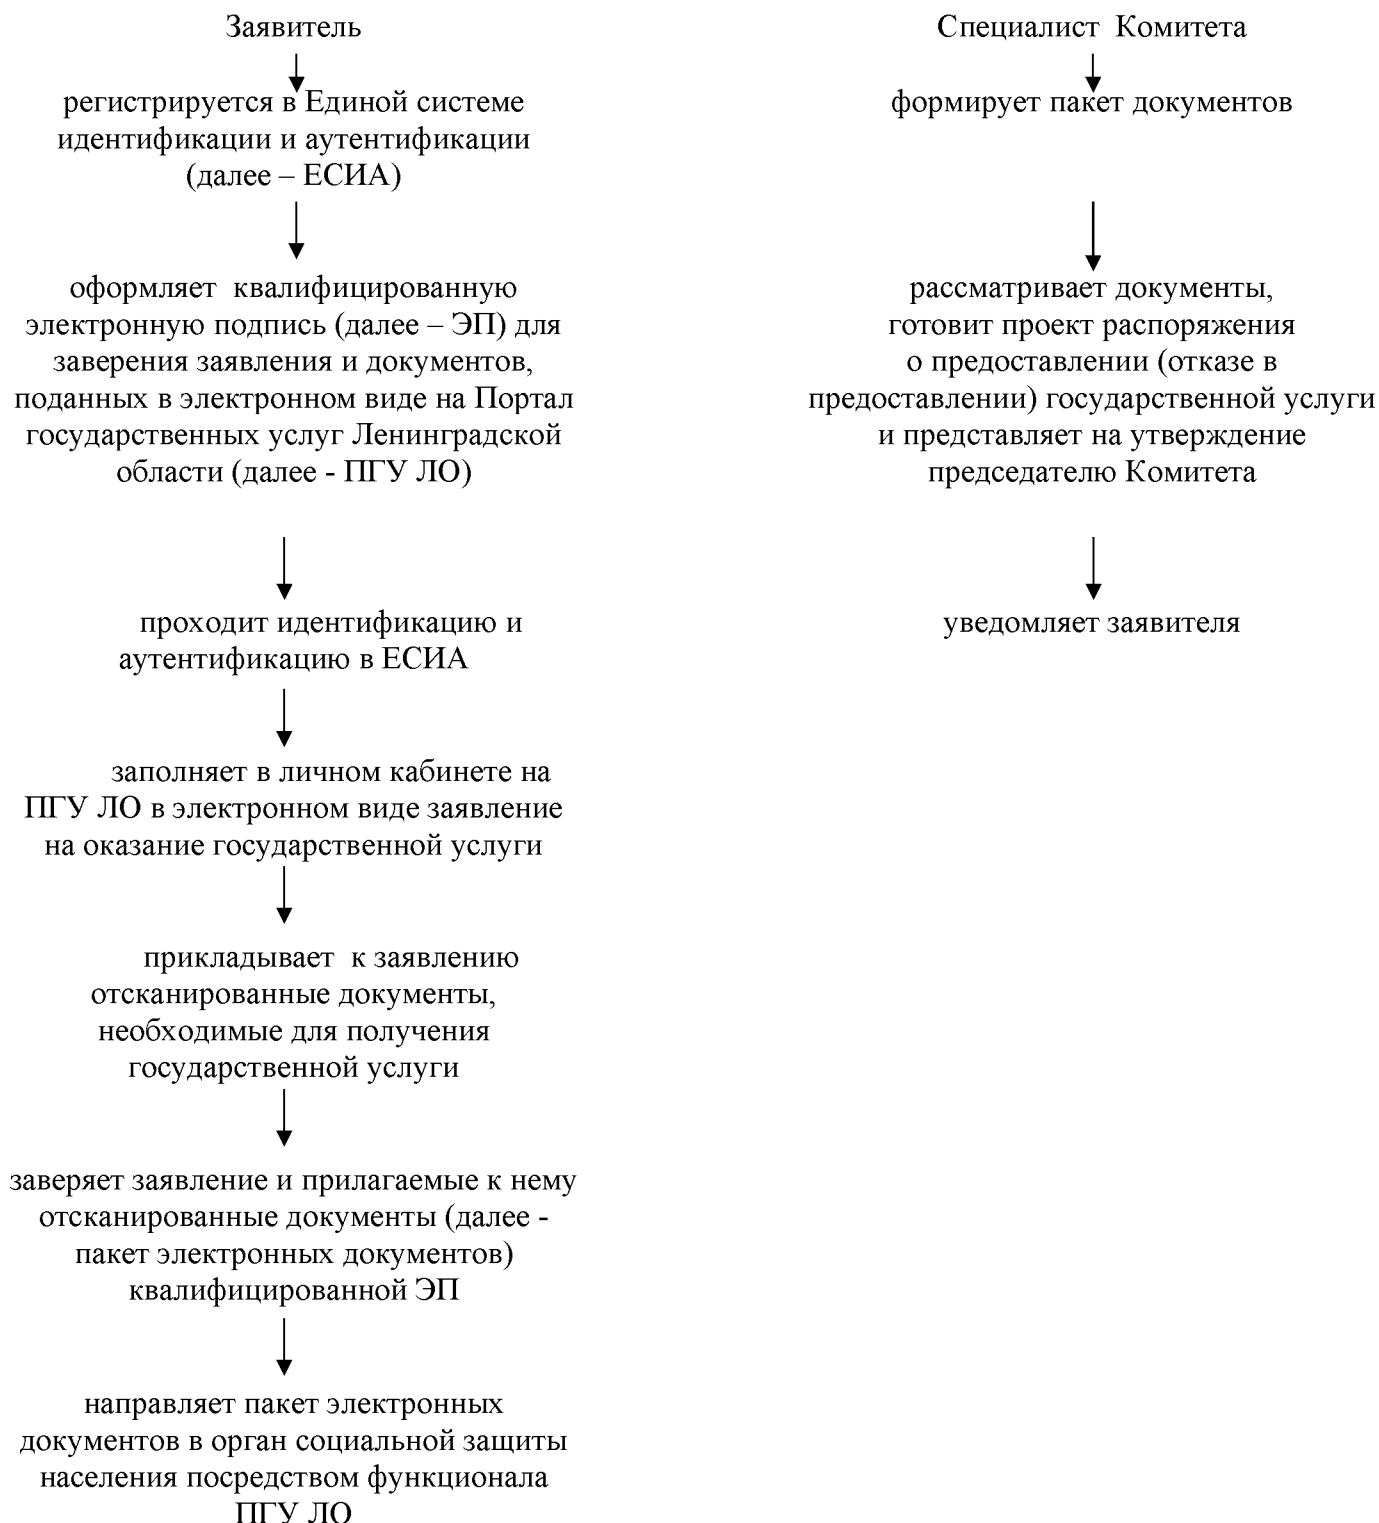 Заявитель
регистрируется в Единой системе
идентификации и аутентификации
(далее – ЕСИА)
оформляет квалифицированную
электронную подпись (далее – ЭП) для
заверения заявления и документов,
поданных в электронном виде на Портал
государственных услуг Ленинградской
области (далее - ПГУ ЛО)
проходит идентификацию и
аутентификацию в ЕСИА
заполняет в личном кабинете на
ПГУ ЛО в электронном виде заявление
на оказание государственной услуги
прикладывает к заявлению
отсканированные документы,
необходимые для получения
государственной услуги
заверяет заявление и прилагаемые к нему
отсканированные документы (далее -
пакет электронных документов)
квалифицированной ЭП
направляет пакет электронных
документов в орган социальной защиты
населения посредством функционала
ПГУ ЛО
Специалист Комитета
формирует пакет документов
рассматривает документы,
готовит проект распоряжения
о предоставлении (отказе в
предоставлении) государственной услуги
и представляет на утверждение
председателю Комитета
уведомляет заявителя